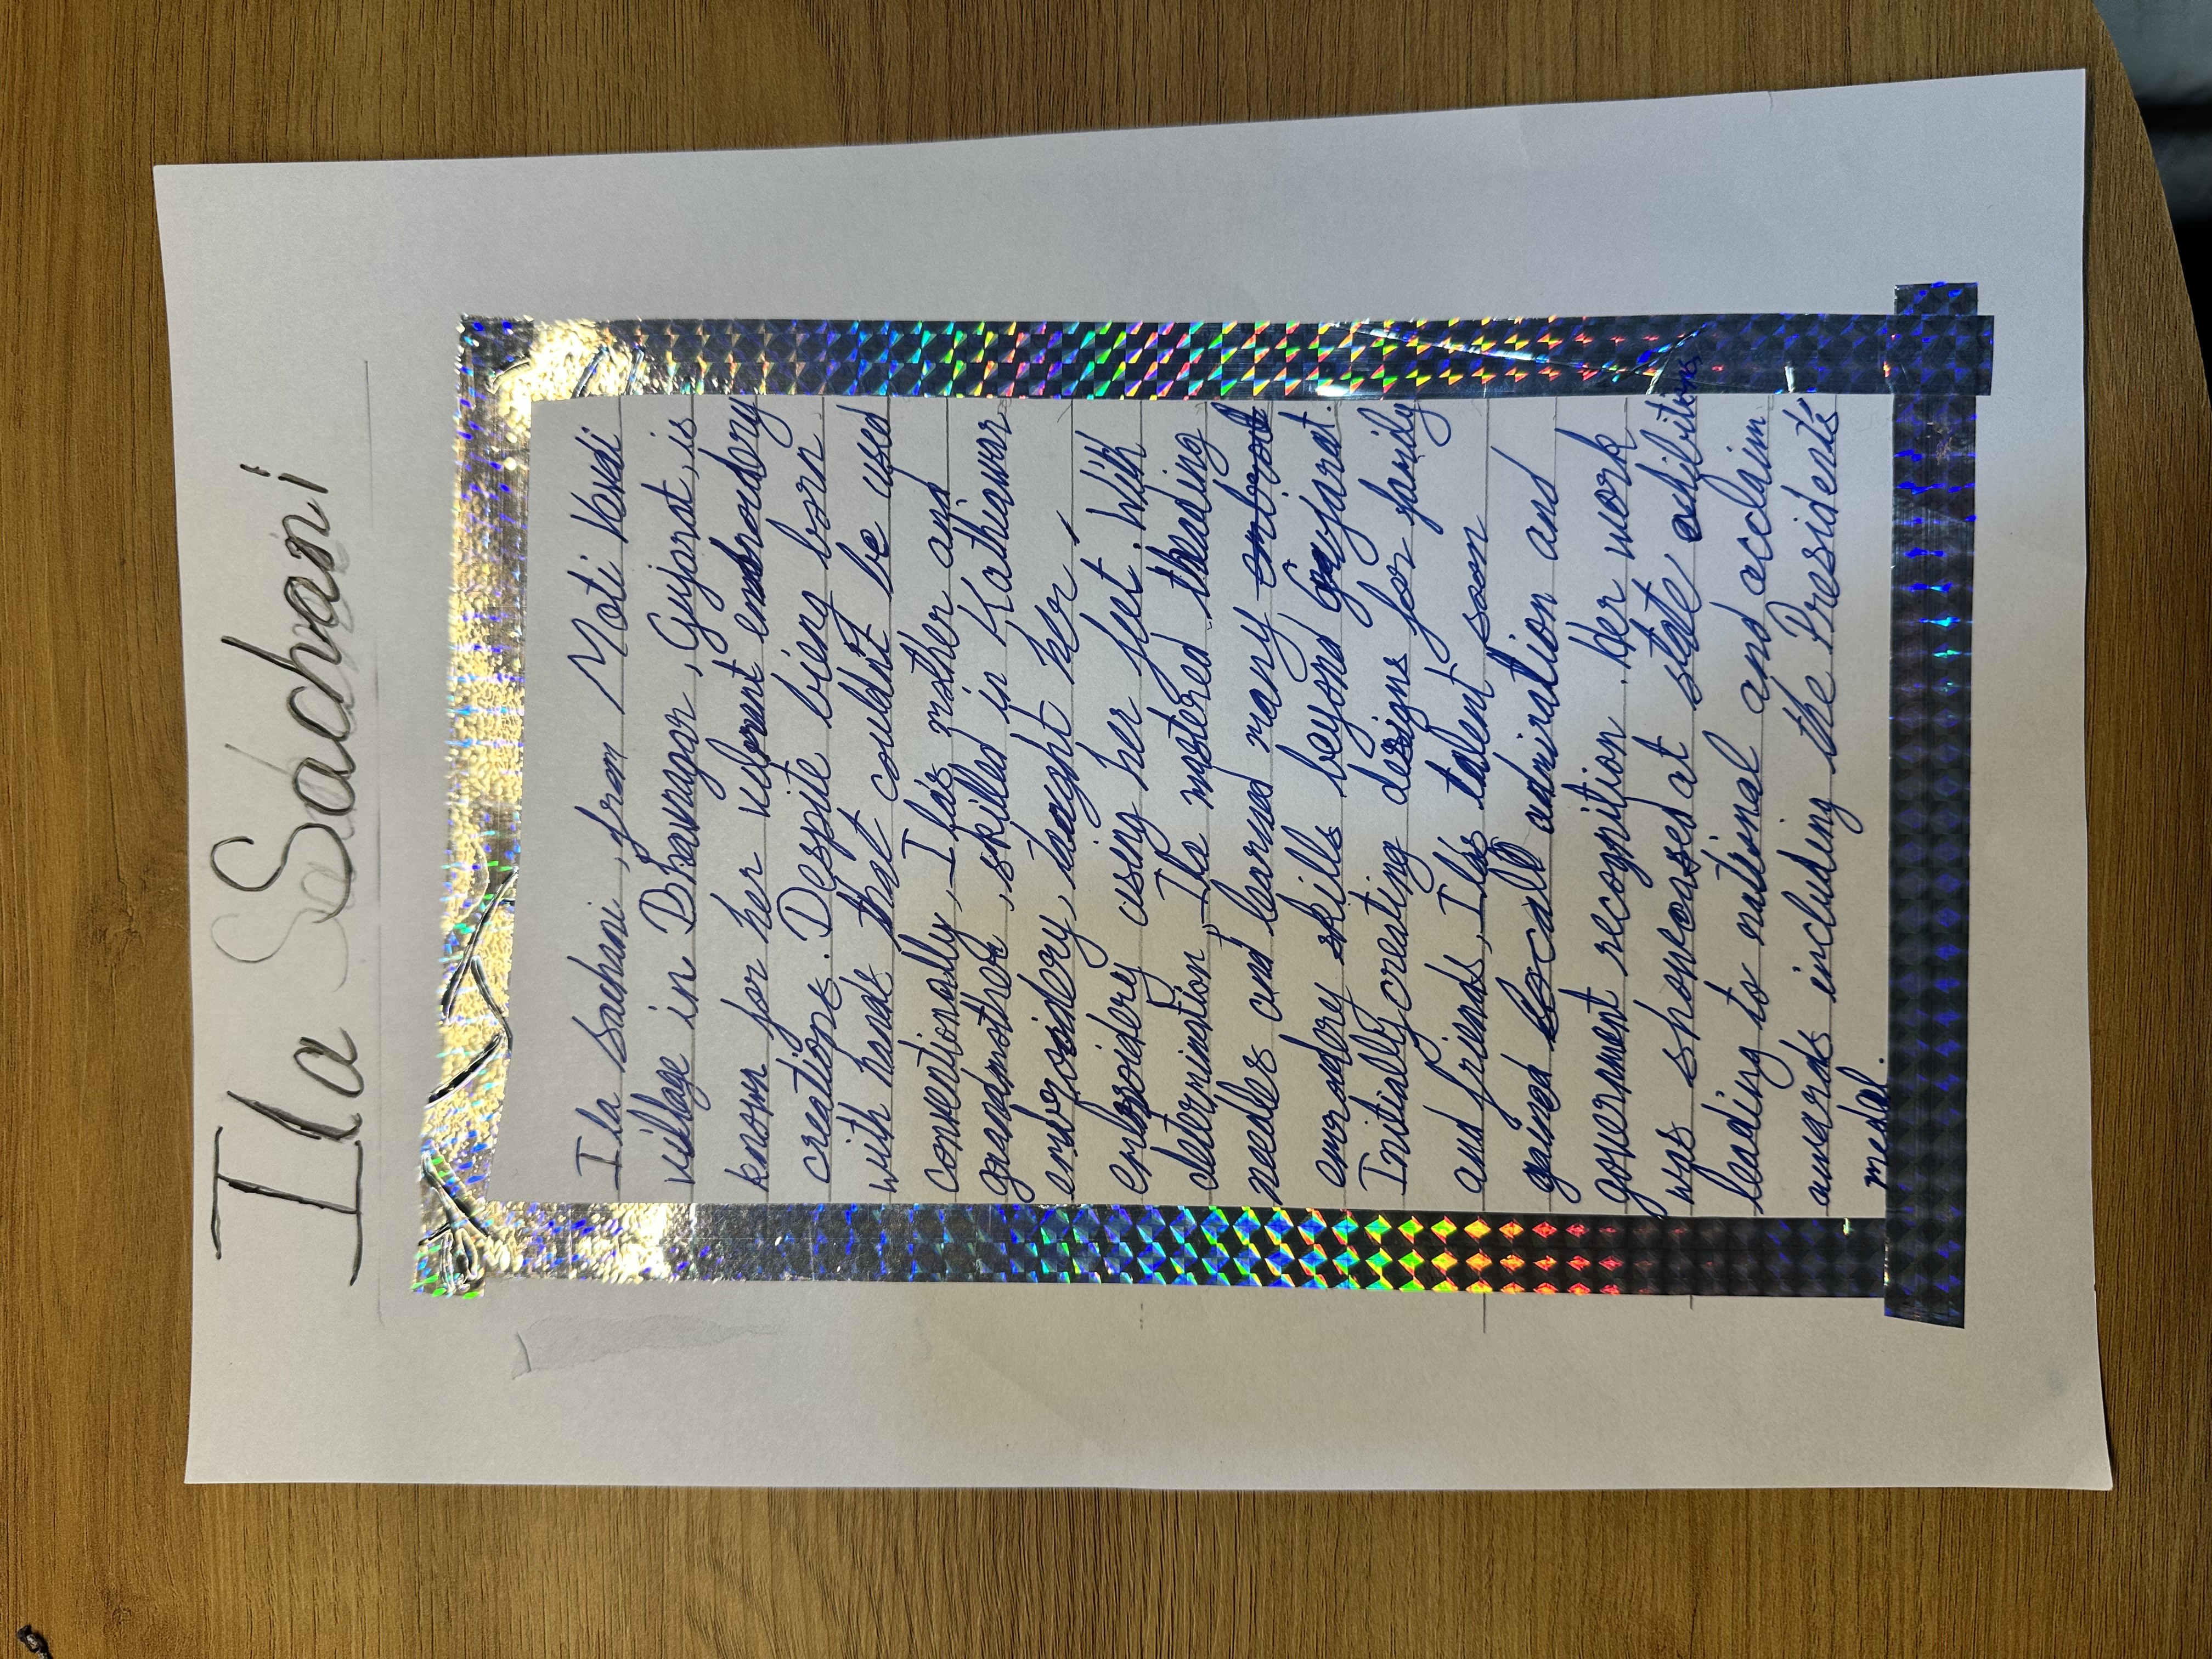 Ila Sachani
Ila Sachani, from Moti Vavdi
village in Bhavnagar, Gujarat, is
known for her vibrant embroidery
creations. Despite bieng born
with hands that couldn't be used
conventionally, Ila's mother and
grandmother, skilled in Kathiawar
embroidery, taught her,
embroidery using her feet. With
determination, Ila mastered theading
needles and learned many embroi
emrodery skills beyond Gujarat.
Initially creating designs for family
and friends, Ila's talent soon
gained local admiration and
government recognition. Her work
was showcased at state exhibitions
leading to national and acclaim
awards including the President's
medal.